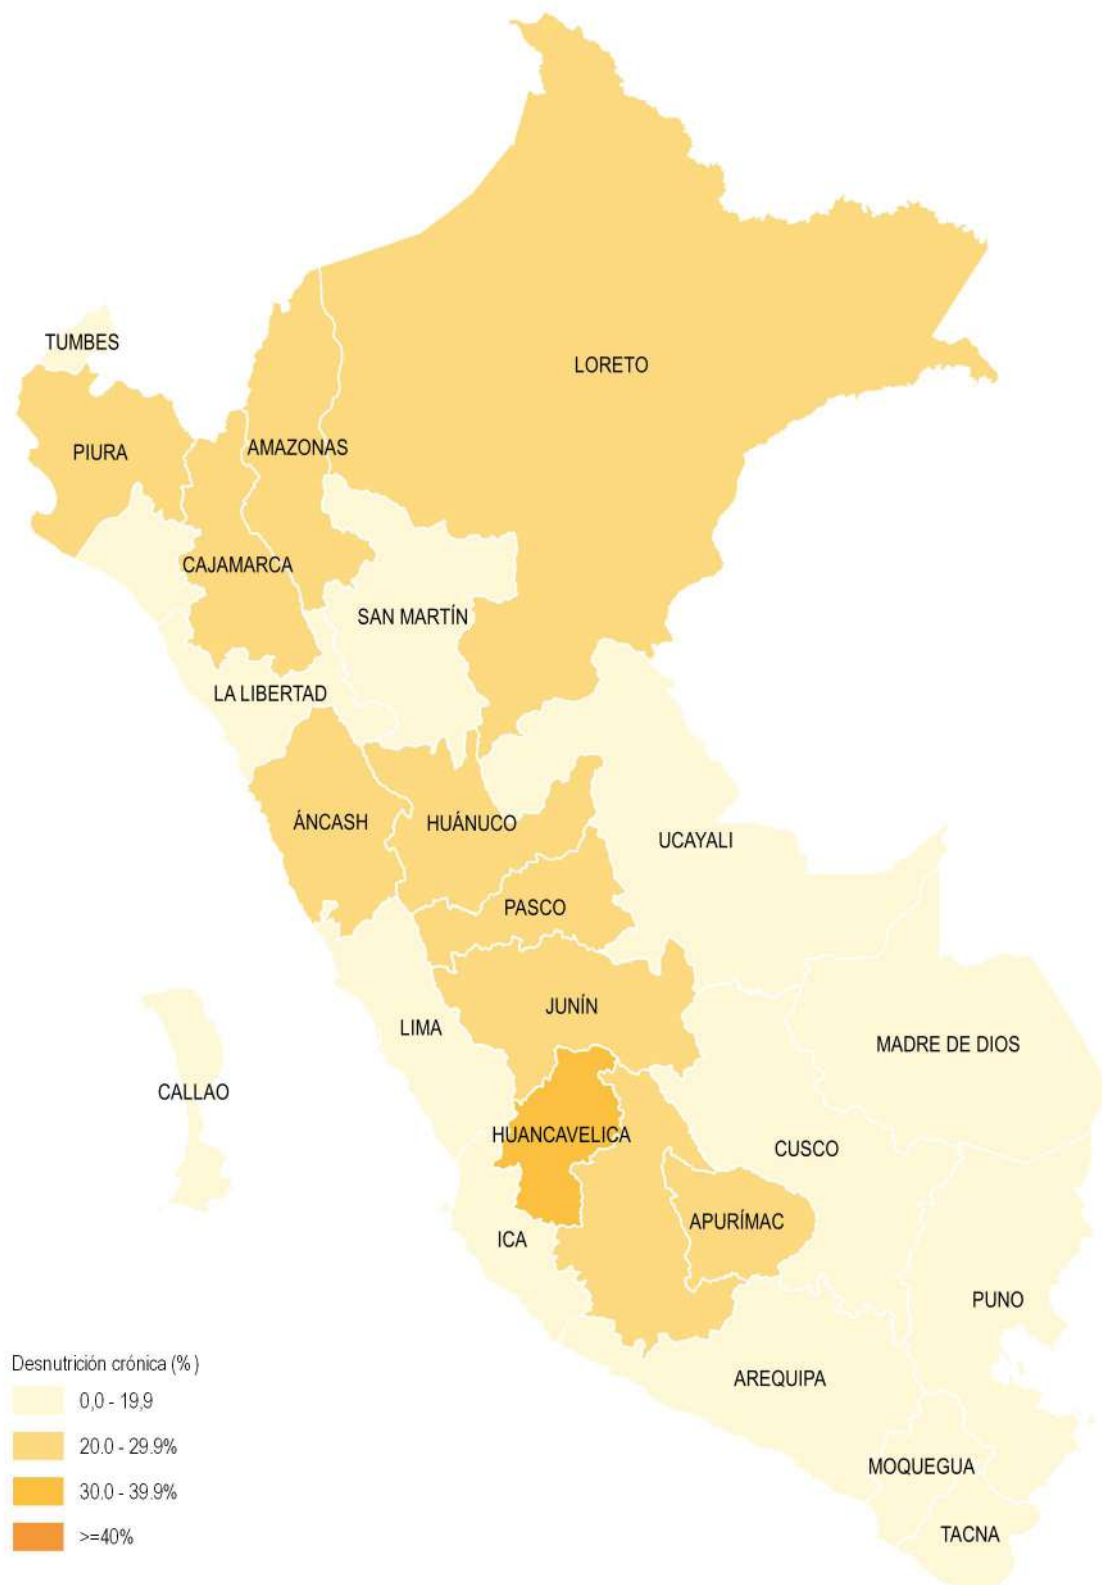 TUMBES
LORETO
PIURA
AMAZONAS
CAJAMARCA
SAN MARTÍN
LA LIBERTAD
ÁNCASH
HUÁNUCO
UCAYALI
PASCO
JUNÍN
LIMA
MADRE DE DIOS
CALLAO
HUANCAVELICA
CUSCO
APURÍMAC
ICA
PUNO
AREQUIPA
MOQUEGUA
TACNA
Desnutrición crónica (%)
0,0 - 19,9
20.0 - 29.9%
30.0 - 39.9%
>=40%